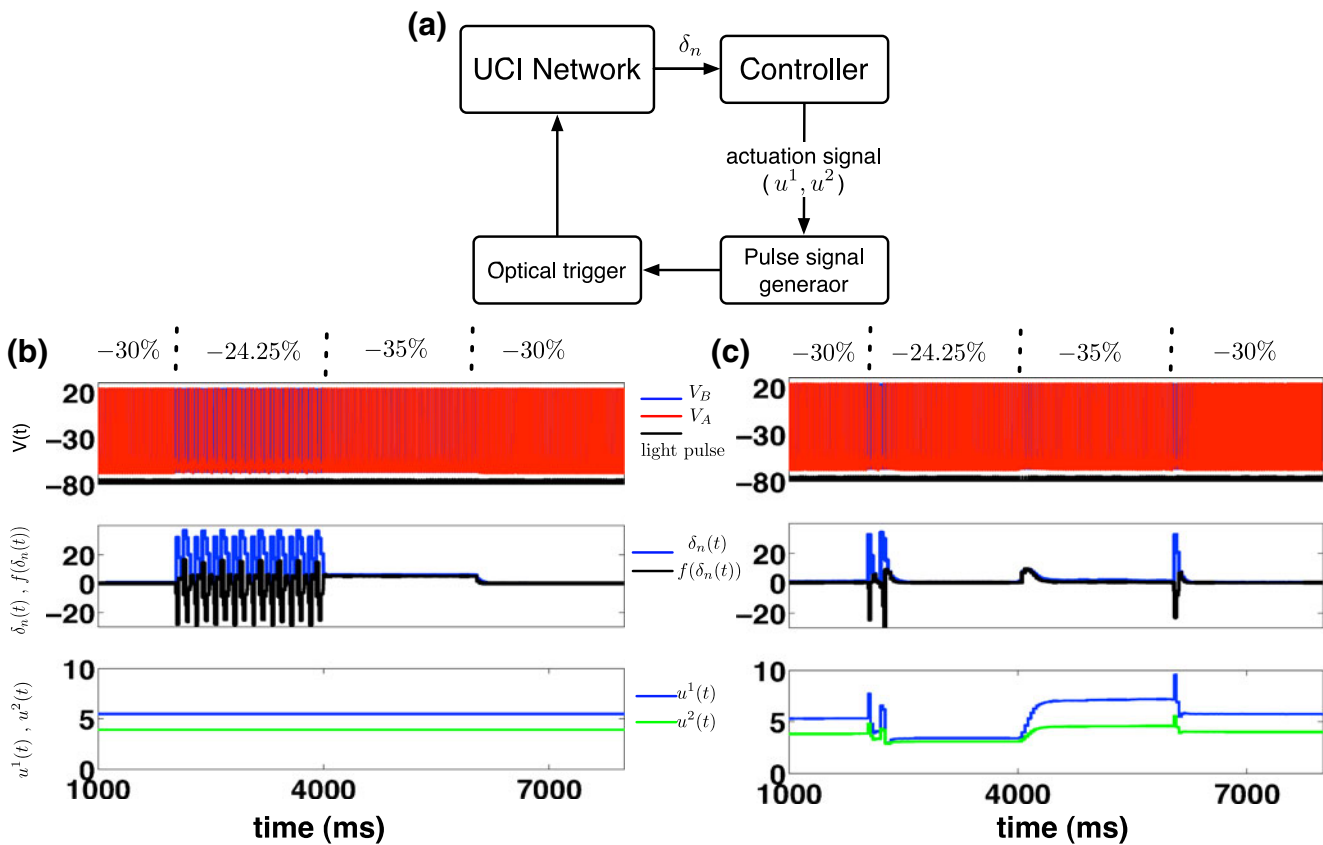 (a)
UCI Network
δₙ
Controller
actuation signal
(u¹, u²)
Optical trigger
Pulse signal
generaor
(b)
−30%
−24.25%
−35%
−30%
20
−30
−80
V(t)
V_B
V_A
light pulse
20
0
−20
δₙ(t) , f(δₙ(t))
δₙ(t)
f(δₙ(t))
10
5
0
u¹(t) , u²(t)
u¹(t)
u²(t)
1000
4000
7000
time (ms)
(c)
−30%
−24.25%
−35%
−30%
20
−30
−80
20
0
−20
10
5
0
1000
4000
7000
time (ms)